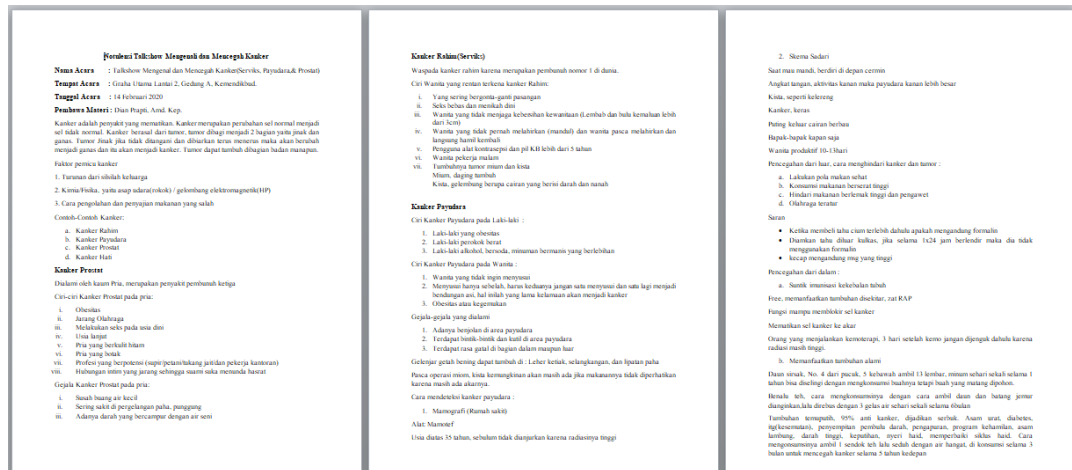 Notulensi Talkshow Mengenali dan Mencegah Kanker
Nama Acara : Talkshow Mengenal dan Mencegah Kanker(Serviks, Payudara,& Prostat)
Tempat Acara : Graha Utama Lantai 2, Gedung A, Kemendikbud.
Tanggal Acara : 14 Februari 2020
Pembawa Materi : Dian Prapti, Amd. Kep.
Kanker adalah penyakit yang mematikan. Kanker merupakan perubahan sel normal menjadi
sel tidak normal. Kanker berasal dari tumor, tumor dibagi menjadi 2 bagian yaitu jinak dan
ganas. Tumor Jinak jika tidak ditangani dan dibiarkan terus menerus maka akan berubah
menjadi ganas dan itu akan menjadi kanker. Tumor dapat tumbuh dibagian badan manapun.
Faktor pemicu kanker
1. Turunan dari silsilah keluarga
2. Kimia/Fisika, yaitu asap udara(rokok) / gelombang elektromagnetik(HP)
3. Cara pengolahan dan penyajian makanan yang salah
Contoh-Contoh Kanker:
a. Kanker Rahim
b. Kanker Payudara
c. Kanker Prostat
d. Kanker Hati
Kanker Prostat
Dialami oleh kaum Pria, merupakan penyakit pembunuh ketiga
Ciri-ciri Kanker Prostat pada pria:
i. Obesitas
ii. Jarang Olahraga
iii. Melakukan seks pada usia dini
iv. Usia lanjut
v. Pria yang berkulit hitam
vi. Pria yang botak
vii. Profesi yang berpotensi (supir/petani/tukang jait/dan pekerja kantoran)
viii. Hubungan intim yang jarang sehingga suami suka menunda hasrat
Gejala Kanker Prostat pada pria:
i. Susah buang air kecil
ii. Sering sakit di pergelangan paha, punggung
iii. Adanya darah yang bercampur dengan air seni
Kanker Rahim(Serviks)
Waspada kanker rahim karena merupakan pembunuh nomor 1 di dunia.
Ciri Wanita yang rentan terkena kanker Rahim:
i. Yang sering bergonta-ganti pasangan
ii. Seks bebas dan menikah dini
iii. Wanita yang tidak menjaga kebersihan kewanitaan (Lembab dan bulu kemaluan lebih
dari 3cm)
iv. Wanita yang tidak pernah melahirkan (mandul) dan wanita pasca melahirkan dan
langsung hamil kembali
v. Pengguna alat kontrasepsi dan pil KB lebih dari 5 tahun
vi. Wanita pekerja malam
vii. Tumbuhnya tumor mium dan kista
Mium, daging tumbuh
Kista, gelembung berupa cairan yang berisi darah dan nanah
Kanker Payudara
Ciri Kanker Payudara pada Laki-laki :
1. Laki-laki yang obesitas
2. Laki-laki perokok berat
3. Laki-laki alkohol, bersoda, minuman bermanis yang berlebihan
Ciri Kanker Payudara pada Wanita :
1. Wanita yang tidak ingin menyusui
2. Menyusui hanya sebelah, harus keduanya jangan satu menyusui dan satu lagi menjadi
bendungan asi, hal inilah yang lama kelamaan akan menjadi kanker
3. Obesitas atau kegemukan
Gejala-gejala yang dialami
1. Adanya benjolan di area payudara
2. Terdapat bintik-bintik dan kutil di area payudara
3. Terdapat rasa gatal di bagian dalam maupun luar
Gelenjar getah bening dapat tumbuh di : Leher ketiak, selangkangan, dan lipatan paha
Pasca operasi miom, kista kemungkinan akan masih ada jika makanannya tidak diperhatikan
karena masih ada akarnya.
Cara mendeteksi kanker payudara :
1. Mamografi (Rumah sakit)
Alat: Mamotef
Usia diatas 35 tahun, sebelum tidak dianjurkan karena radiasinya tinggi
2. Skema Sadari
Saat mau mandi, berdiri di depan cermin
Angkat tangan, aktivitas kanan maka payudara kanan lebih besar
Kista, seperti kelereng
Kanker, keras
Puting keluar cairan berbau
Bapak-bapak kapan saja
Wanita produktif 10-13hari
Pencegahan dari luar, cara menghindari kanker dan tumor :
a. Lakukan pola makan sehat
b. Konsumsi makanan berserat tinggi
c. Hindari makanan berlemak tinggi dan pengawet
d. Olahraga teratur
Saran
• Ketika membeli tahu cium terlebih dahulu apakah mengandung formalin
• Diamkan tahu diluar kulkas, jika selama 1x24 jam berlendir maka dia tidak
menggunakan formalin
• kecap mengandung msg yang tinggi
Pencegahan dari dalam :
a. Suntik imunisasi kekebalan tubuh
Free, memanfaatkan tumbuhan disekitar, zat RAP
Fungsi mampu memblokir sel kanker
Mematikan sel kanker ke akar
Orang yang menjalankan kemoterapi, 3 hari setelah kemo jangan dijenguk dahulu karena
radiasi masih tinggi.
b. Memanfaatkan tumbuhan alami
Daun sirsak, No. 4 dari pucuk, 5 kebawah ambil 13 lembar, minum sehari sekali selama 1
tahun bisa diselingi dengan mengkonsumsi buahnya tetapi buah yang matang dipohon.
Benalu teh, cara mengkonsumsinya dengan cara ambil daun dan batang jemur
dianginkan,lalu direbus dengan 3 gelas air sehari sekali selama 6bulan
Tumbuhan temuputih, 95% anti kanker, dijadikan serbuk. Asam urat, diabetes,
itg(kesemutan), penyempitan pembulu darah, pengapuran, program kehamilan, asam
lambung, darah tinggi, keputihan, nyeri haid, memperbaiki siklus haid. Cara
mengonsumsinya ambil 1 sendok teh lalu seduh dengan air hangat, di konsumsi selama 3
bulan untuk mencegah kanker selama 5 tahun kedepan